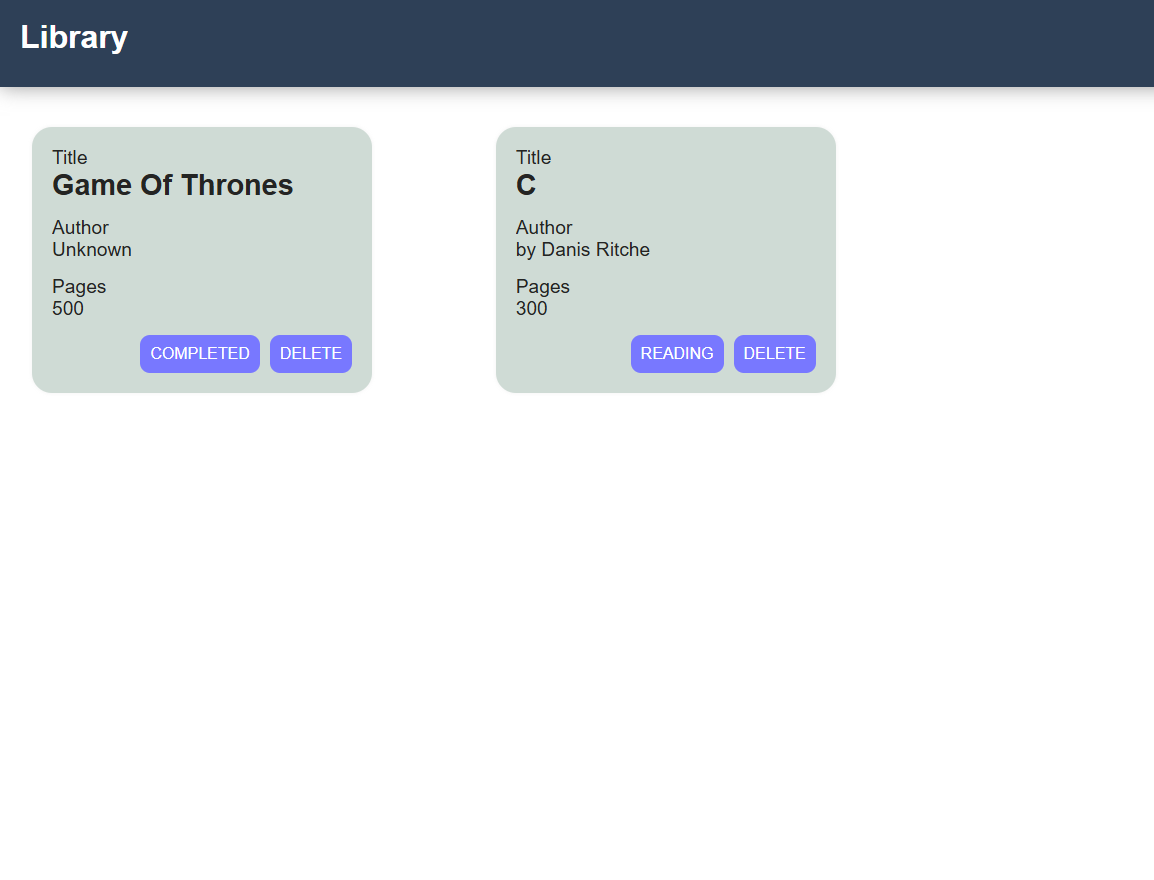 Library
Title
Game Of Thrones
Author
Unknown
Pages
500
COMPLETED DELETE
Title
C
Author
by Danis Ritche
Pages
300
READING DELETE